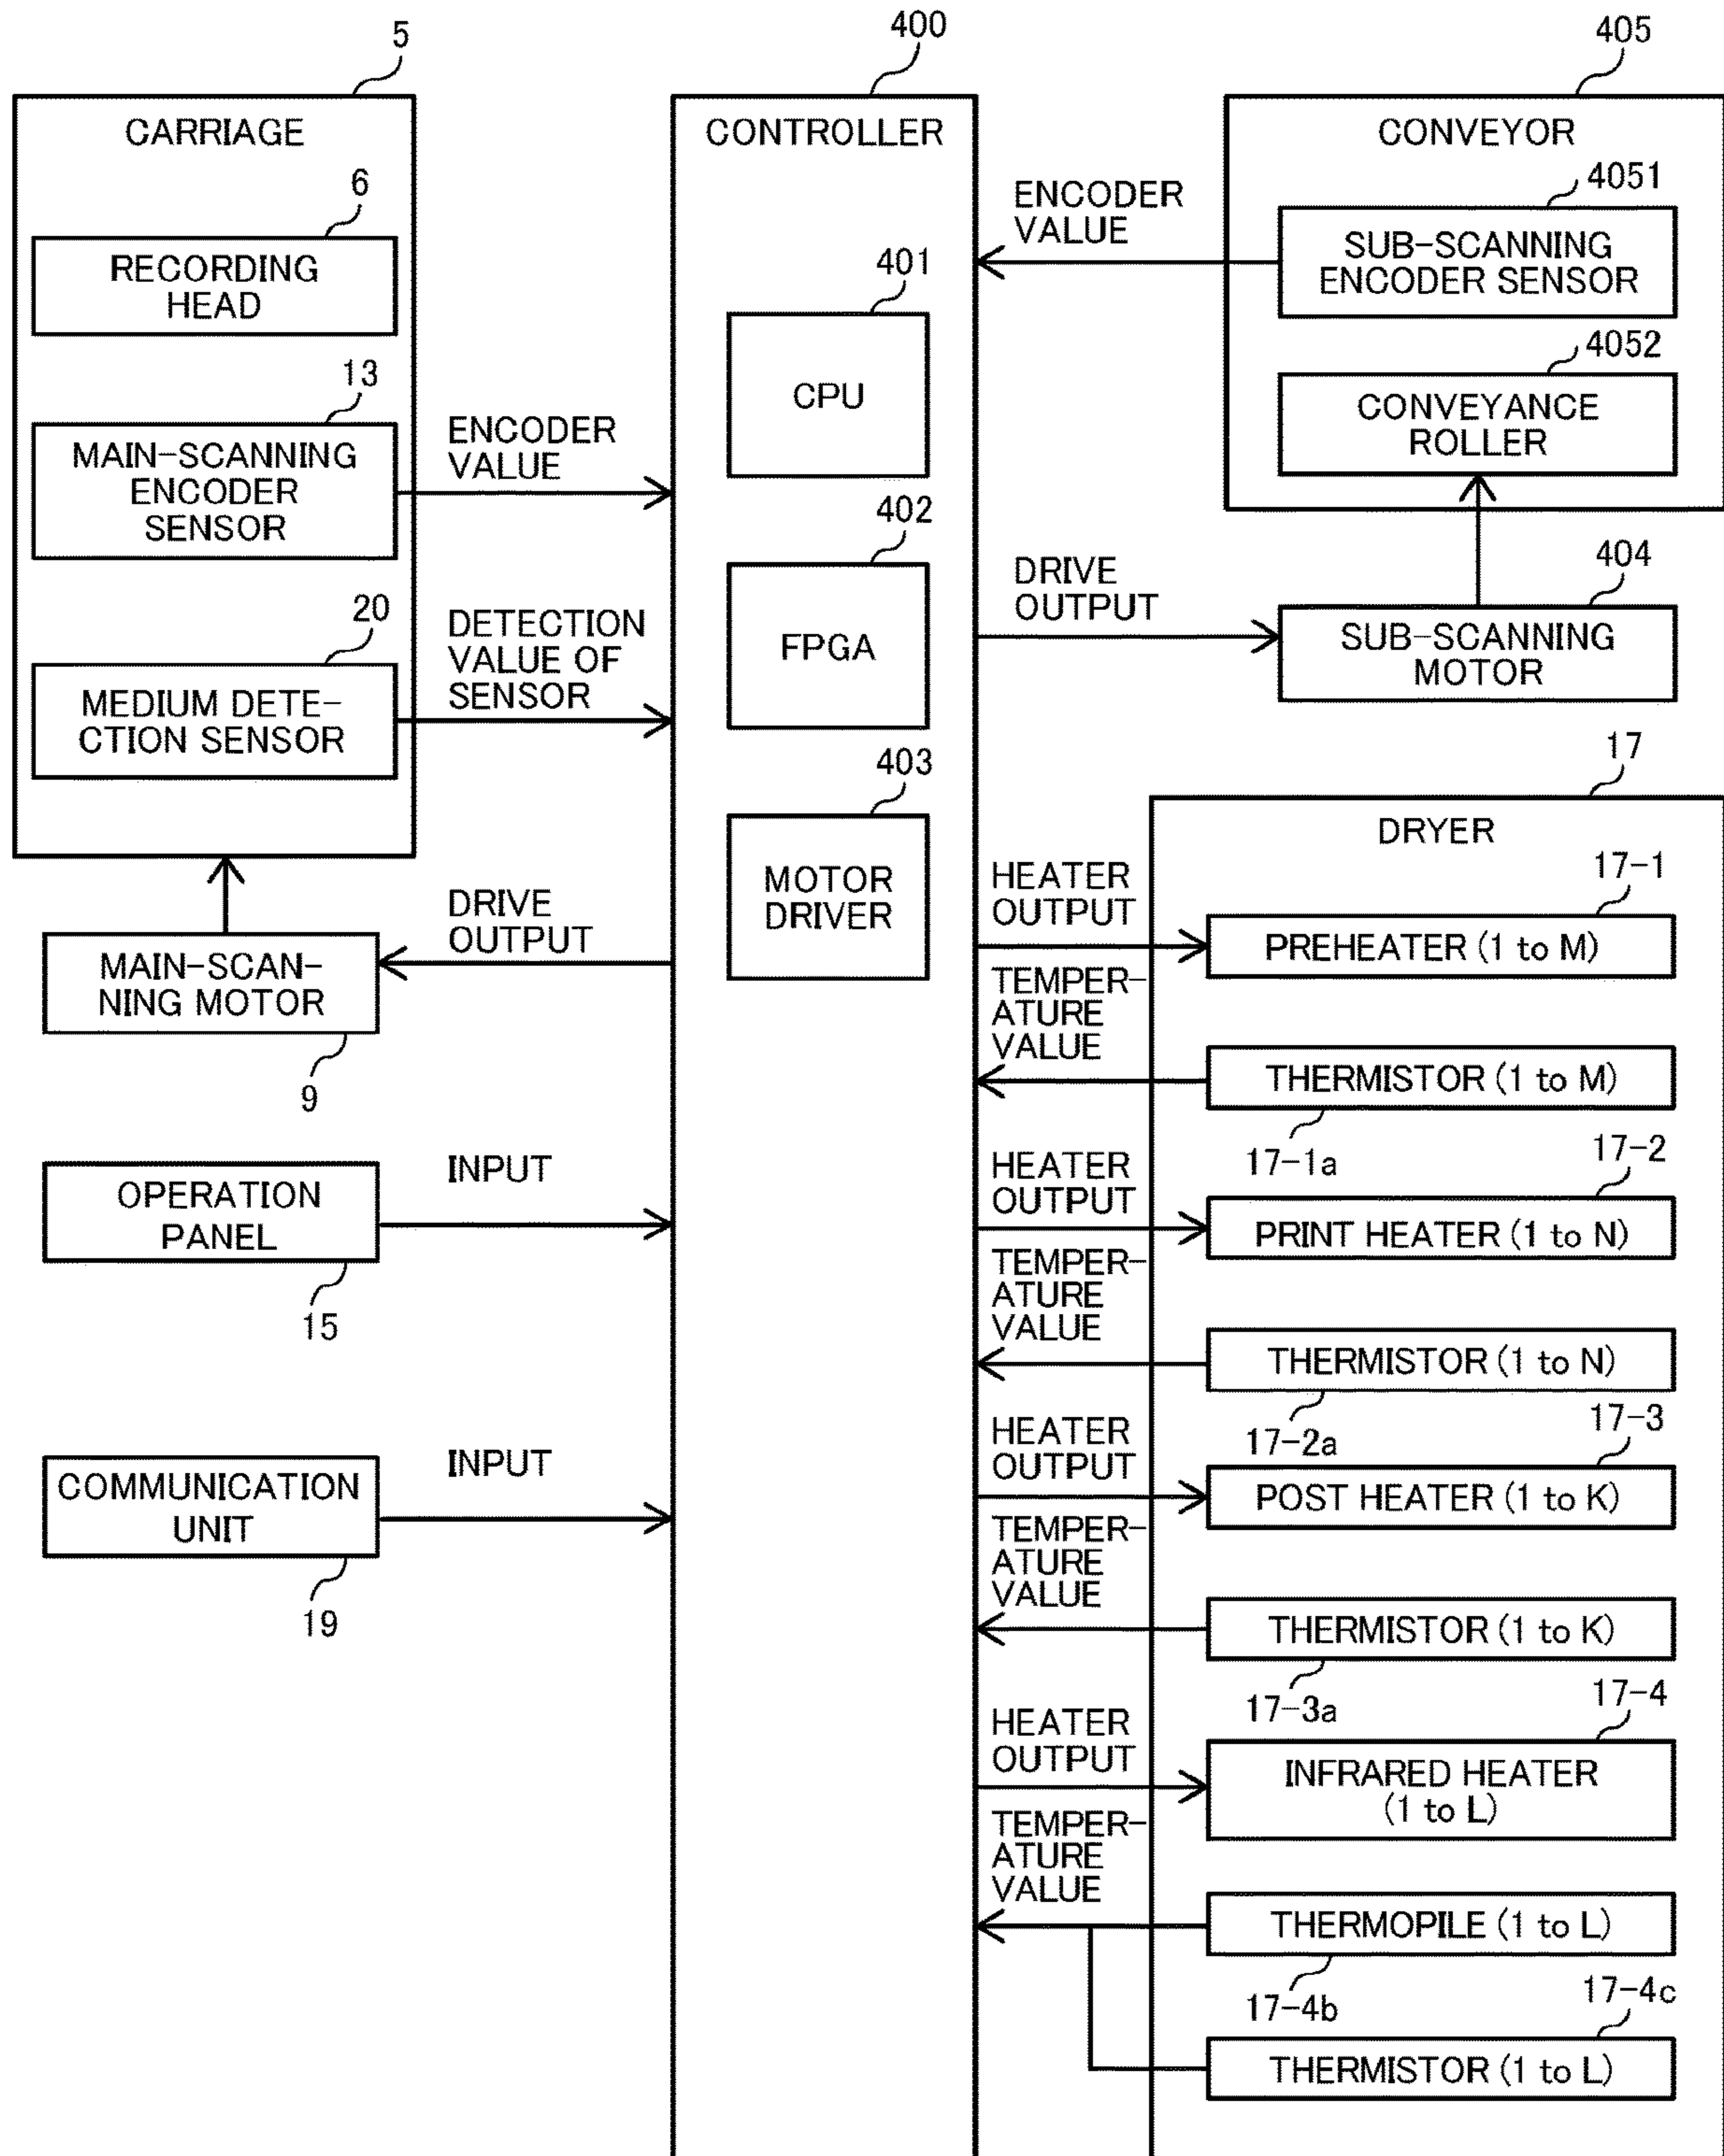 5
CARRIAGE
6
RECORDING
HEAD
13
MAIN-SCANNING
ENCODER
SENSOR
20
MEDIUM DETE-
CTION SENSOR
ENCODER
VALUE
DETECTION
VALUE OF
SENSOR
DRIVE
OUTPUT
MAIN-SCAN-
NING MOTOR
9
OPERATION
PANEL
15
INPUT
COMMUNICATION
UNIT
19
INPUT
400
CONTROLLER
401
CPU
402
FPGA
403
MOTOR
DRIVER
405
CONVEYOR
ENCODER
VALUE
4051
SUB-SCANNING
ENCODER SENSOR
4052
CONVEYANCE
ROLLER
DRIVE
OUTPUT
404
SUB-SCANNING
MOTOR
17
DRYER
HEATER
OUTPUT
17-1
PREHEATER (1 to M)
TEMPER-
ATURE
VALUE
THERMISTOR (1 to M)
17-1a
HEATER
OUTPUT
17-2
PRINT HEATER (1 to N)
TEMPER-
ATURE
VALUE
THERMISTOR (1 to N)
17-2a
HEATER
OUTPUT
17-3
POST HEATER (1 to K)
TEMPER-
ATURE
VALUE
THERMISTOR (1 to K)
17-3a
HEATER
OUTPUT
17-4
INFRARED HEATER
(1 to L)
TEMPER-
ATURE
VALUE
THERMOPILE (1 to L)
17-4b
17-4c
THERMISTOR (1 to L)